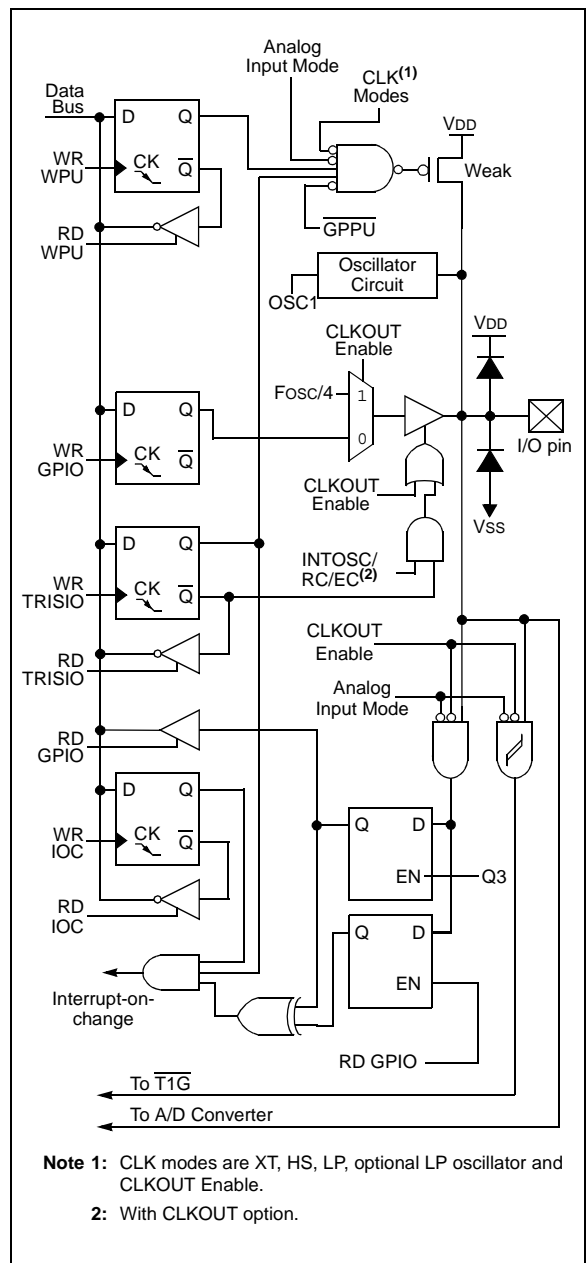 Analog
Input Mode
CLK(1)
Modes
Data
Bus
VDD
D Q
WR
WPU
CK Q
Weak
RD
WPU
GPPU
Oscillator
Circuit
OSC1
CLKOUT
Enable
VDD
FOSC/4
1
0
D Q
WR
GPIO
CK Q
I/O pin
CLKOUT
Enable
VSS
D Q
WR
TRISIO
CK Q
INTOSC/
RC/EC(2)
RD
TRISIO
CLKOUT
Enable
Analog
Input Mode
RD
GPIO
D Q
WR
IOC
CK Q
Q D
EN
Q3
RD
IOC
Q D
EN
Interrupt-on-
change
RD GPIO
To T1G
To A/D Converter
Note 1: CLK modes are XT, HS, LP, optional LP oscillator and
CLKOUT Enable.
2: With CLKOUT option.